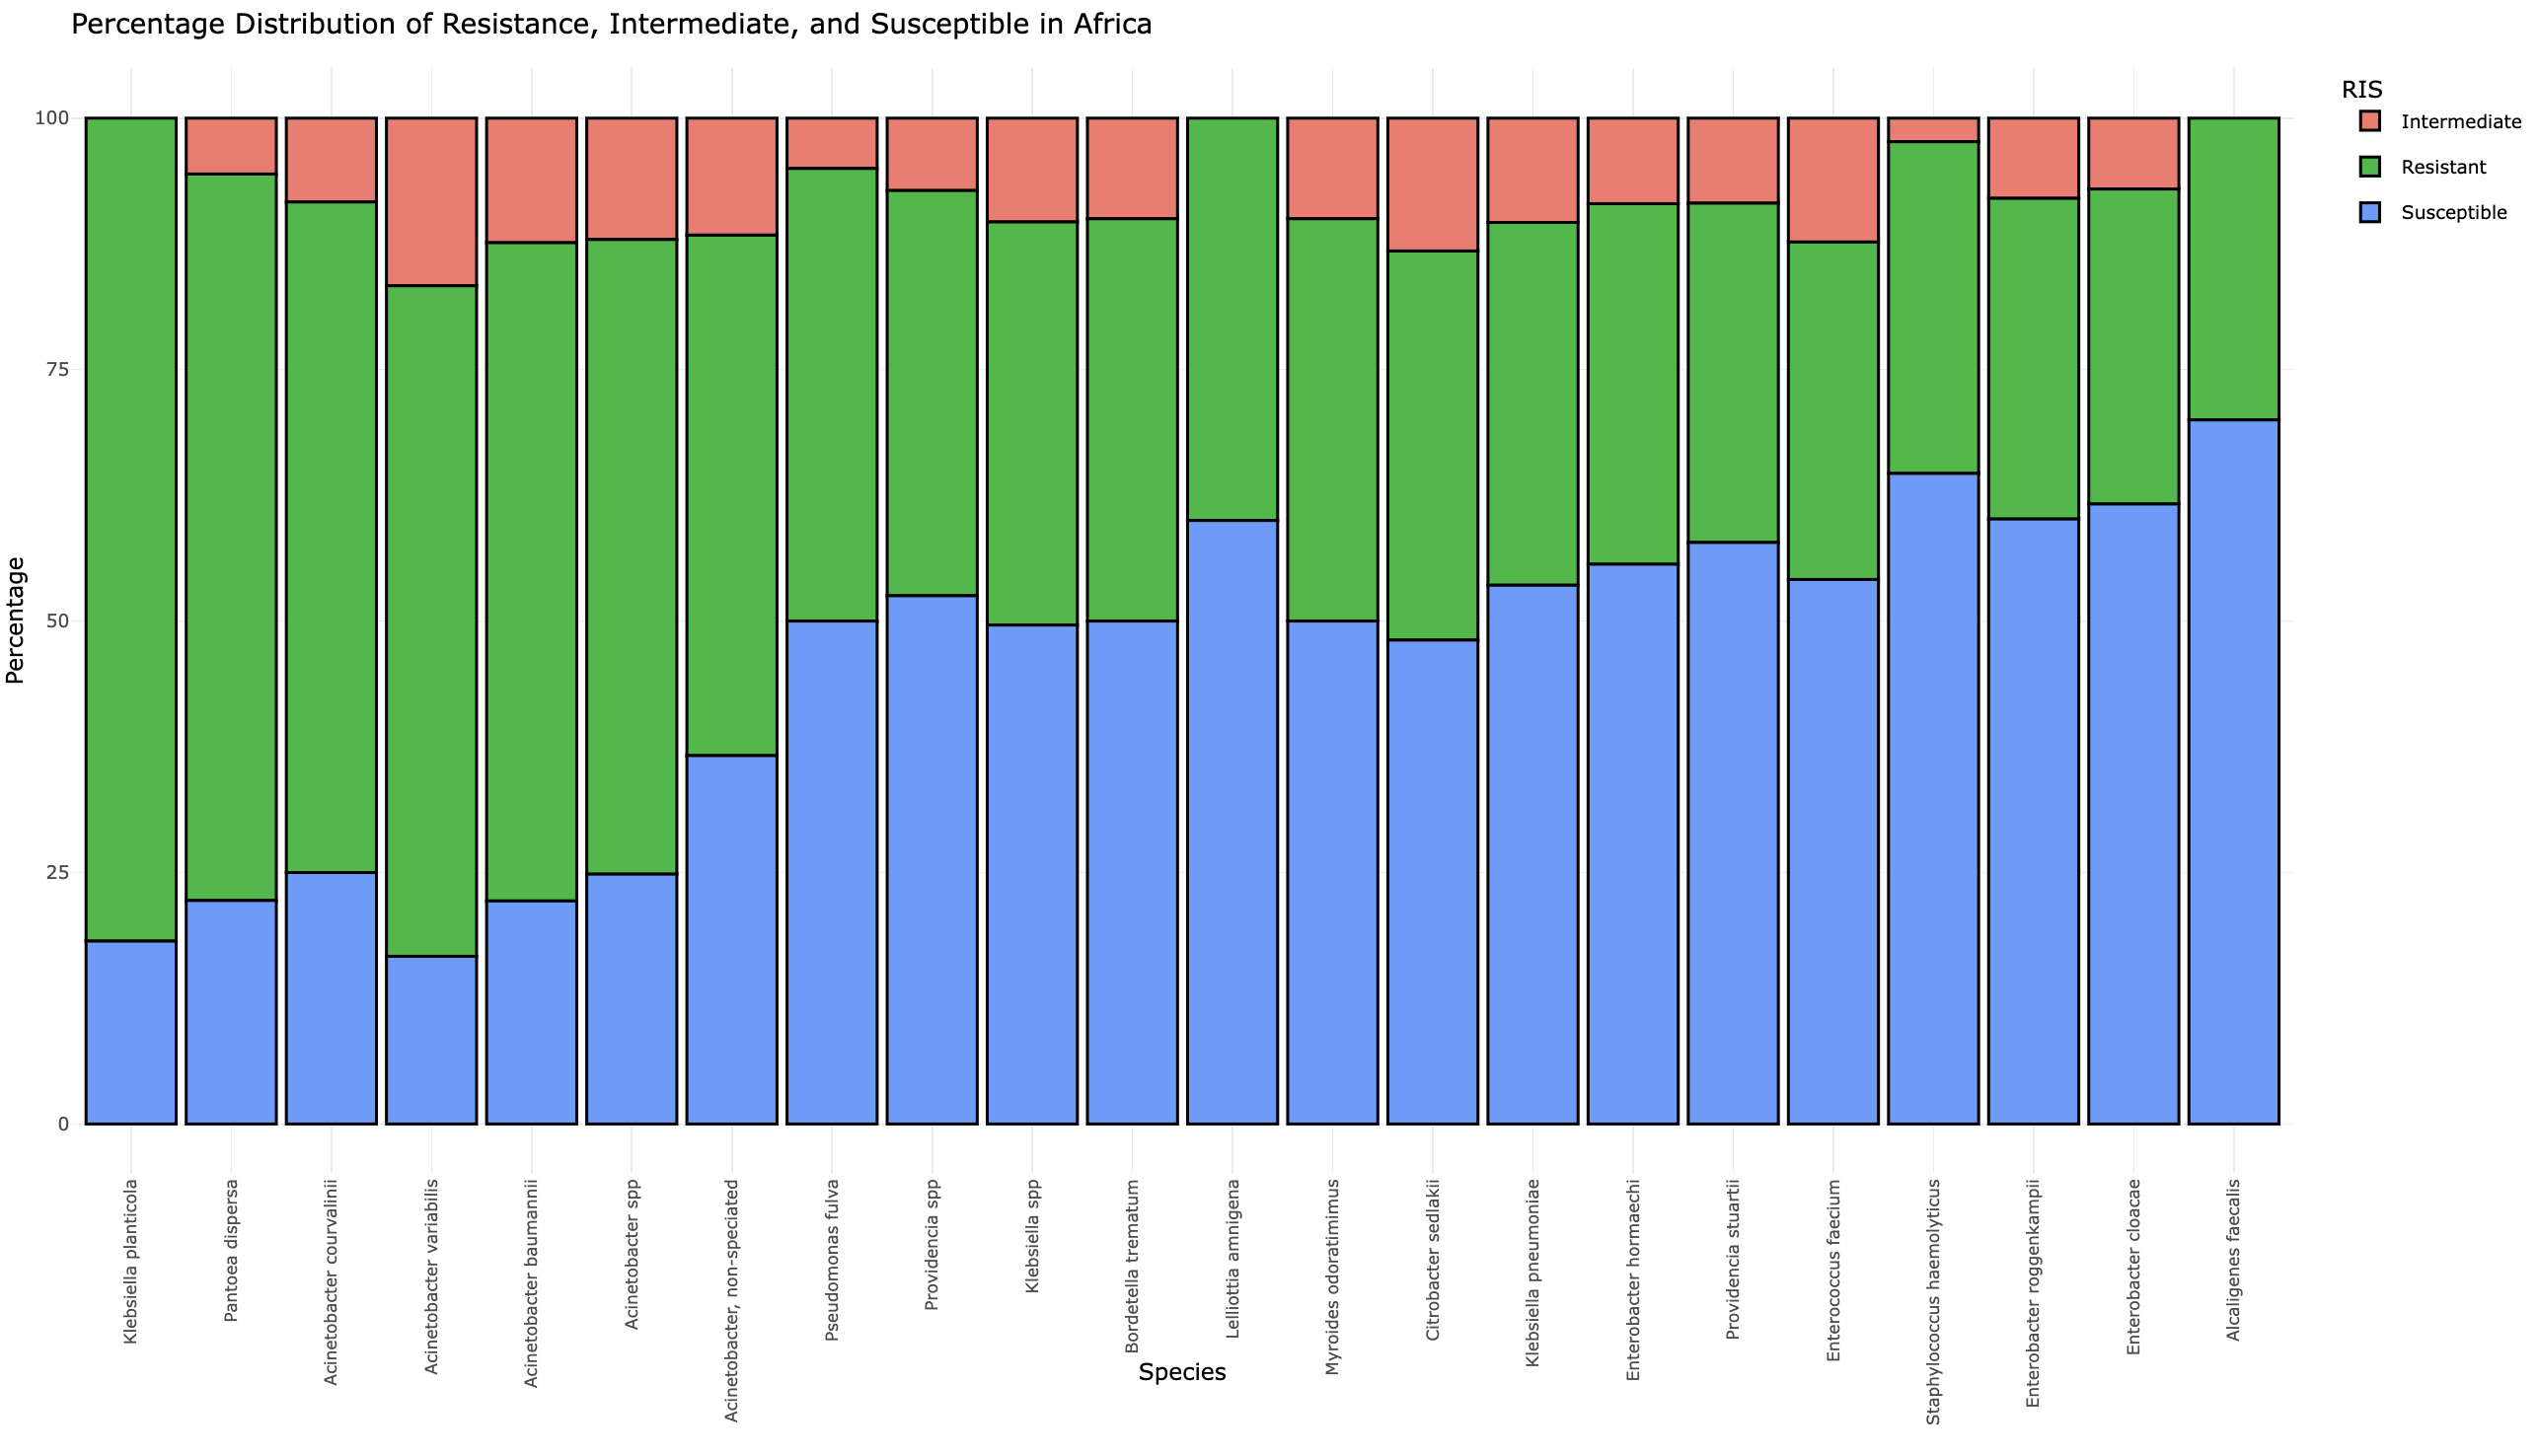 Percentage Distribution of Resistance, Intermediate, and Susceptible in Africa
RIS
Intermediate
Resistant
Susceptible
Percentage
100
75
50
25
0
Klebsiella planticola
Pantoea dispersa
Acinetobacter courvalinii
Acinetobacter variabilis
Acinetobacter baumannii
Acinetobacter spp
Acinetobacter, non-speciated
Pseudomonas fulva
Providencia spp
Klebsiella spp
Bordetella trematum
Lelliottia amnigena
Myroides odoratimimus
Citrobacter sedlakii
Klebsiella pneumoniae
Enterobacter hormaechi
Providencia stuartii
Enterococcus faecium
Staphylococcus haemolyticus
Enterobacter roggenkampii
Enterobacter cloacae
Alcaligenes faecalis
Species